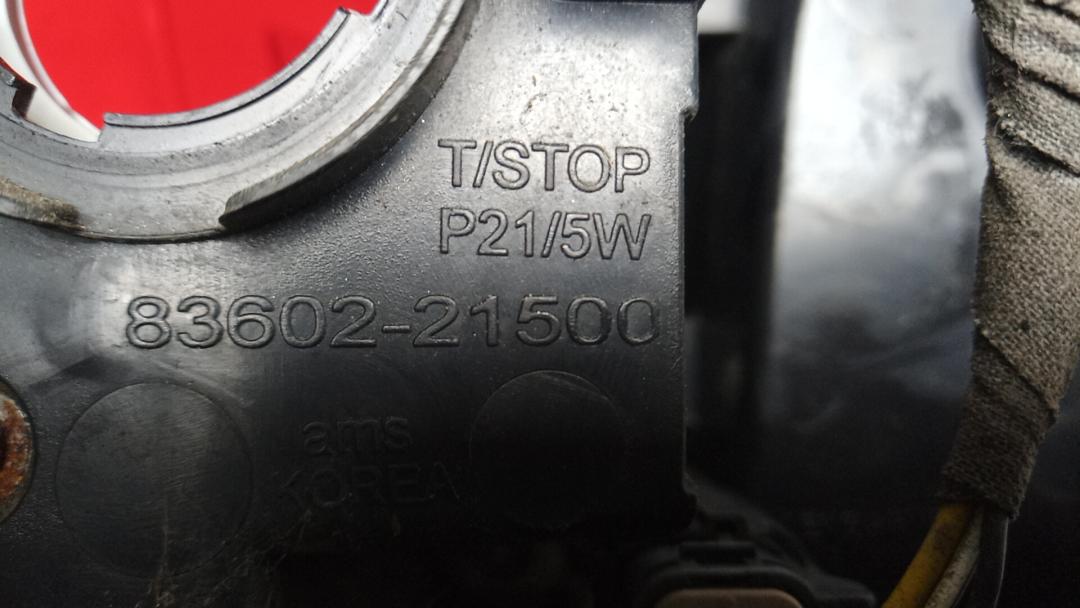 T/STOP
P21/5W
83602-21500
ams
KOREA